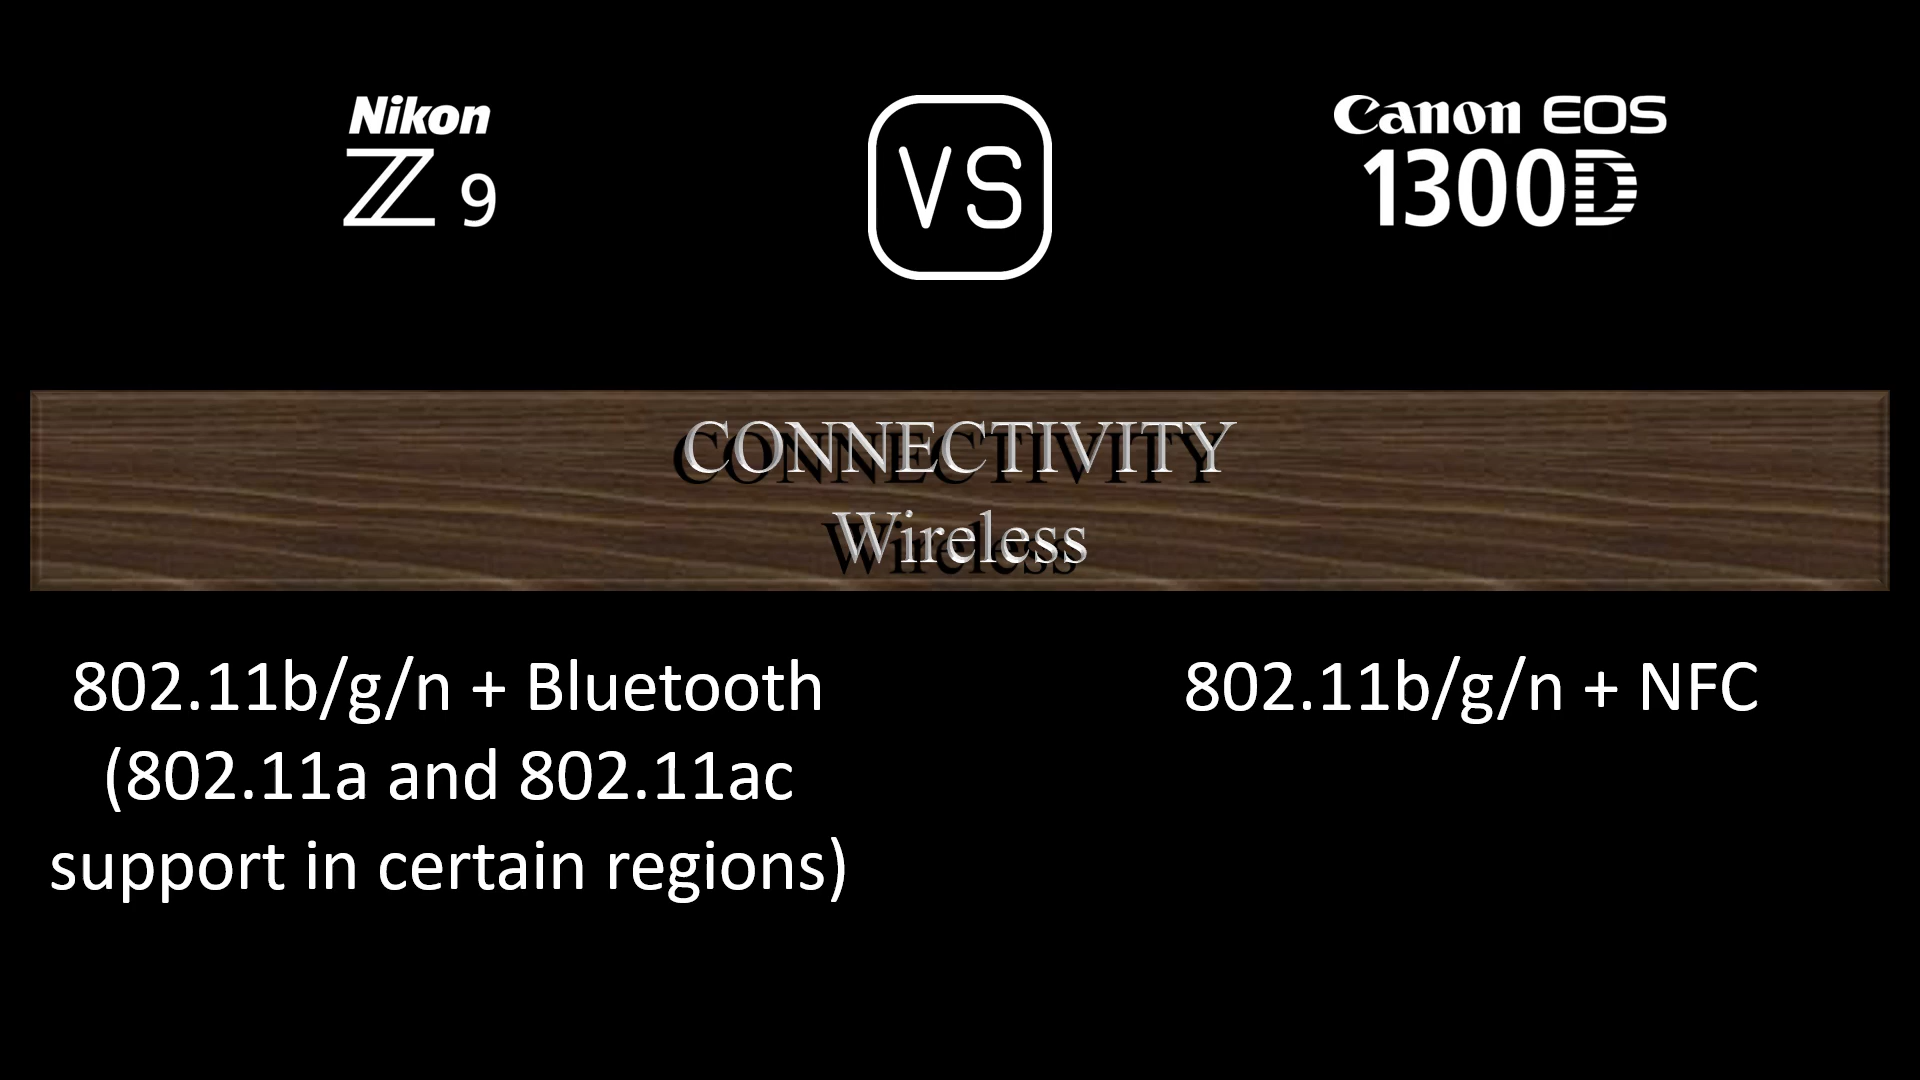 Nikon
Z 9
VS
Canon EOS
1300D
CONNECTIVITY
Wireless
802.11b/g/n + Bluetooth
(802.11a and 802.11ac
support in certain regions)
802.11b/g/n + NFC